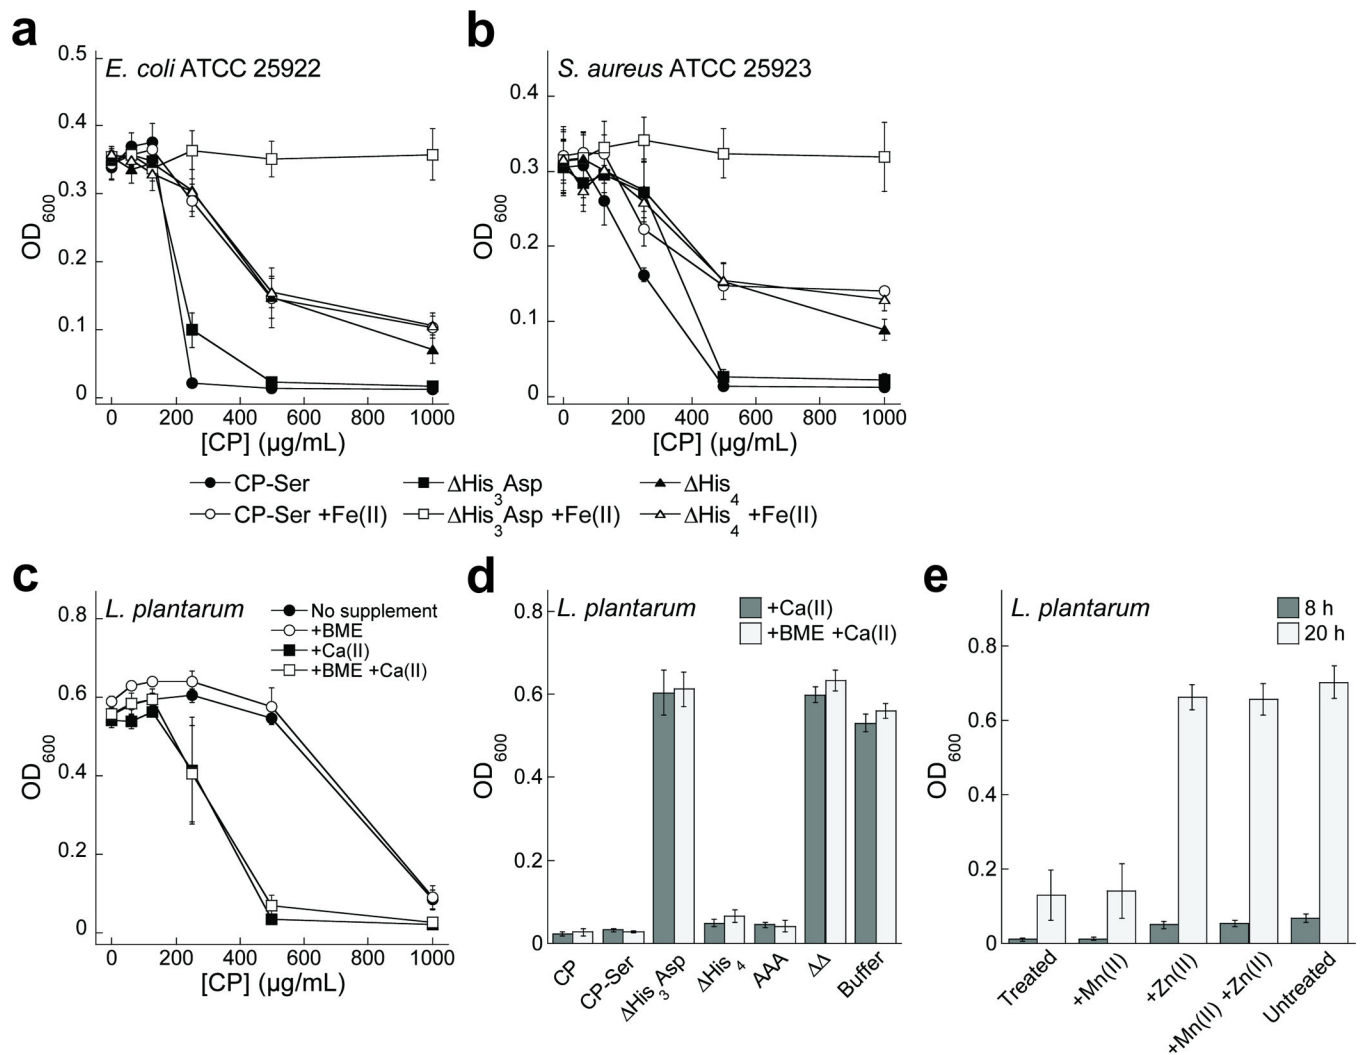 a
E. coli ATCC 25922
0.5
0.4
0.3
0.2
0.1
0
OD600
0 200 400 600 800 1000
[CP] (µg/mL)
b
S. aureus ATCC 25923
0.4
0.3
0.2
0.1
0
OD600
0 200 400 600 800 1000
[CP] (µg/mL)
CP-Ser ΔHis3Asp ΔHis4
CP-Ser +Fe(II) ΔHis3Asp +Fe(II) ΔHis4 +Fe(II)
c
L. plantarum
No supplement
+BME
+Ca(II)
+BME +Ca(II)
0.8
0.6
0.4
0.2
0
OD600
0 200 400 600 800 1000
[CP] (µg/mL)
d
L. plantarum
+Ca(II)
+BME +Ca(II)
0.8
0.6
0.4
0.2
0
OD600
CP
CP-Ser
ΔHis3Asp
ΔHis4
AAA
ΔΔ
Buffer
e
L. plantarum
8 h
20 h
0.8
0.6
0.4
0.2
0
OD600
Treated
+Mn(II)
+Zn(II)
+Mn(II) +Zn(II)
Untreated